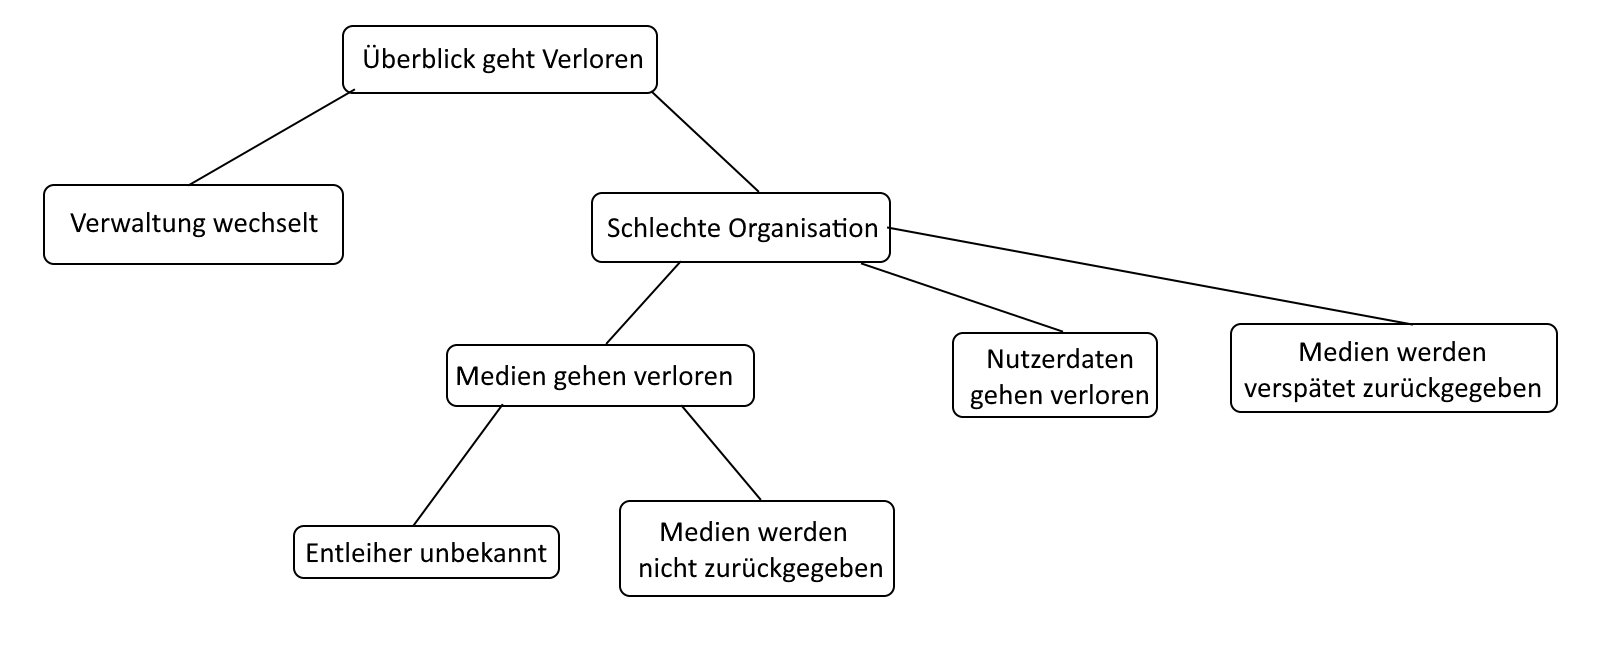 Überblick geht Verloren
Verwaltung wechselt
Schlechte Organisation
Medien gehen verloren
Nutzerdaten
gehen verloren
Medien werden
verspätet zurückgegeben
Entleiher unbekannt
Medien werden
nicht zurückgegeben